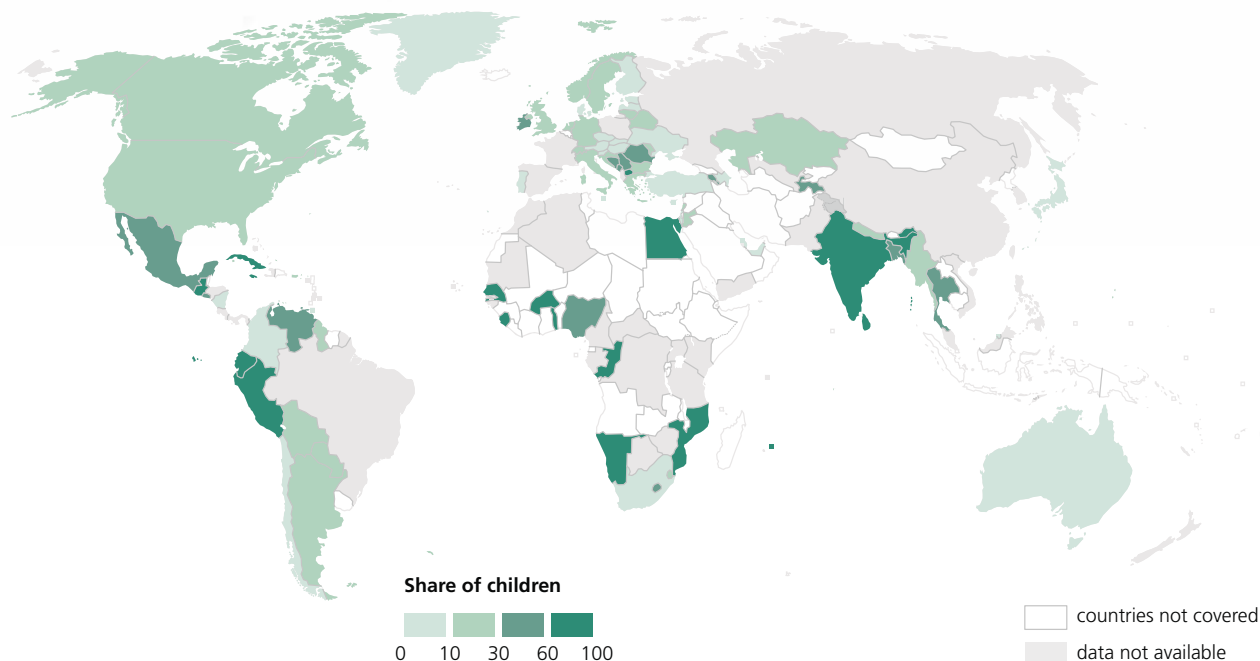 Share of children
0 10 30 60 100
countries not covered
data not available